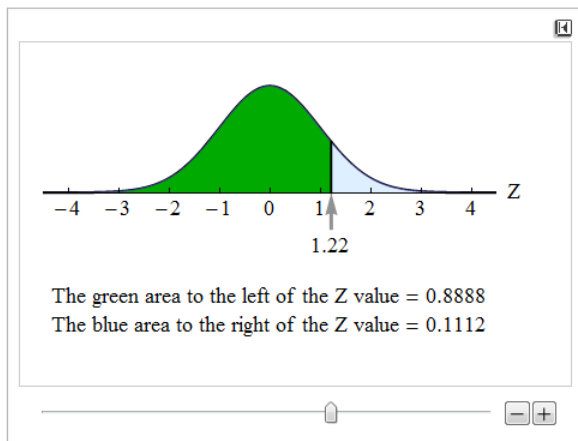 Z
−4 −3 −2 −1 0 1 2 3 4
1.22
The green area to the left of the Z value = 0.8888
The blue area to the right of the Z value = 0.1112
− +